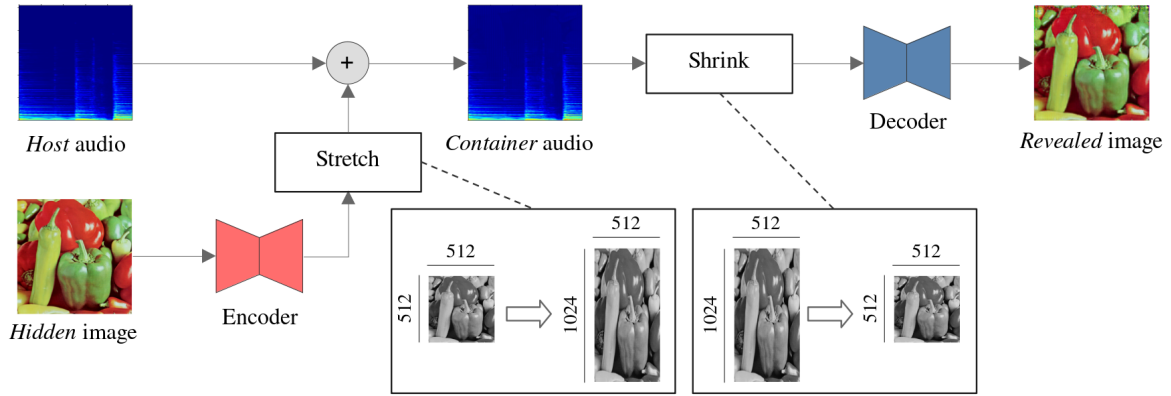 +
Shrink
Host audio
Container audio
Decoder
Revealed image
Stretch
Hidden image
Encoder
512
512
512
1024
512
1024
512
512